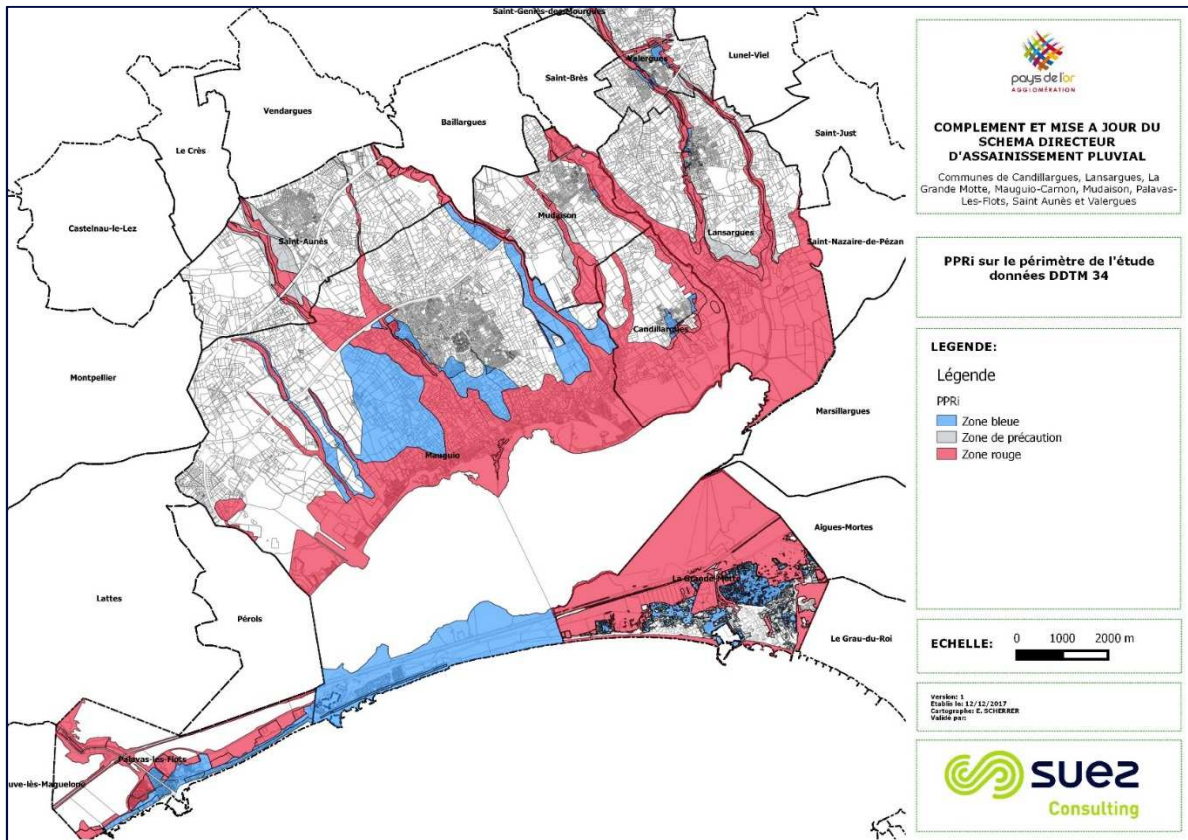 Saint-Geniès-des-Mourgues
Valergues
Lunel-Viel
Saint-Brès
Vendargues
Baillargues
Le Crès
Saint-Just
Castelnau-le-Lez
Mudaison
Saint-Aunès
Lansargues
Saint-Nazaire-de-Pézan
Candillargues
Montpellier
Marsillargues
Mauguio
Aigues-Mortes
La Grande-Motte
Lattes
Pérols
Le Grau-du-Roi
Palavas-les-Flots
uve-lès-Maguelone
pays de l'or
AGGLOMÉRATION
COMPLEMENT ET MISE A JOUR DU
SCHEMA DIRECTEUR
D'ASSAINISSEMENT PLUVIAL
Communes de Candillargues, Lansargues, La
Grande Motte, Mauguio-Carnon, Mudaison, Palavas-
Les-Flots, Saint Aunès et Valergues
PPRi sur le périmètre de l'étude
données DDTM 34
LEGENDE:
Légende
PPRi
Zone bleue
Zone de précaution
Zone rouge
ECHELLE:
0 1000 2000 m
Version: 1
Etablis le: 12/12/2017
Cartographe: E. SCHERRER
Validé par:
suez
Consulting